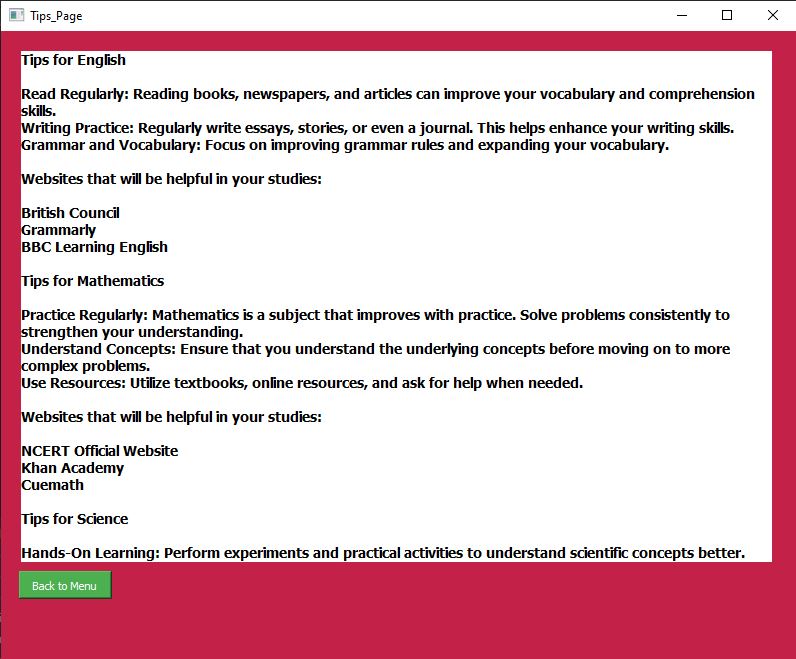 Tips_Page
Tips for English
Read Regularly: Reading books, newspapers, and articles can improve your vocabulary and comprehension
skills.
Writing Practice: Regularly write essays, stories, or even a journal. This helps enhance your writing skills.
Grammar and Vocabulary: Focus on improving grammar rules and expanding your vocabulary.
Websites that will be helpful in your studies:
British Council
Grammarly
BBC Learning English
Tips for Mathematics
Practice Regularly: Mathematics is a subject that improves with practice. Solve problems consistently to
strengthen your understanding.
Understand Concepts: Ensure that you understand the underlying concepts before moving on to more
complex problems.
Use Resources: Utilize textbooks, online resources, and ask for help when needed.
Websites that will be helpful in your studies:
NCERT Official Website
Khan Academy
Cuemath
Tips for Science
Hands-On Learning: Perform experiments and practical activities to understand scientific concepts better.
Back to Menu